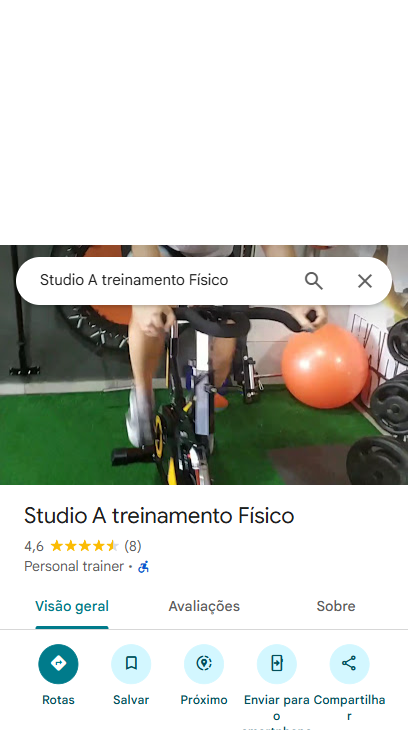 Studio A treinamento Físico
Studio A treinamento Físico
4,6 (8)
Personal trainer ·
Visão geral Avaliações Sobre
Rotas Salvar Próximo Enviar para o smartphone Compartilhar